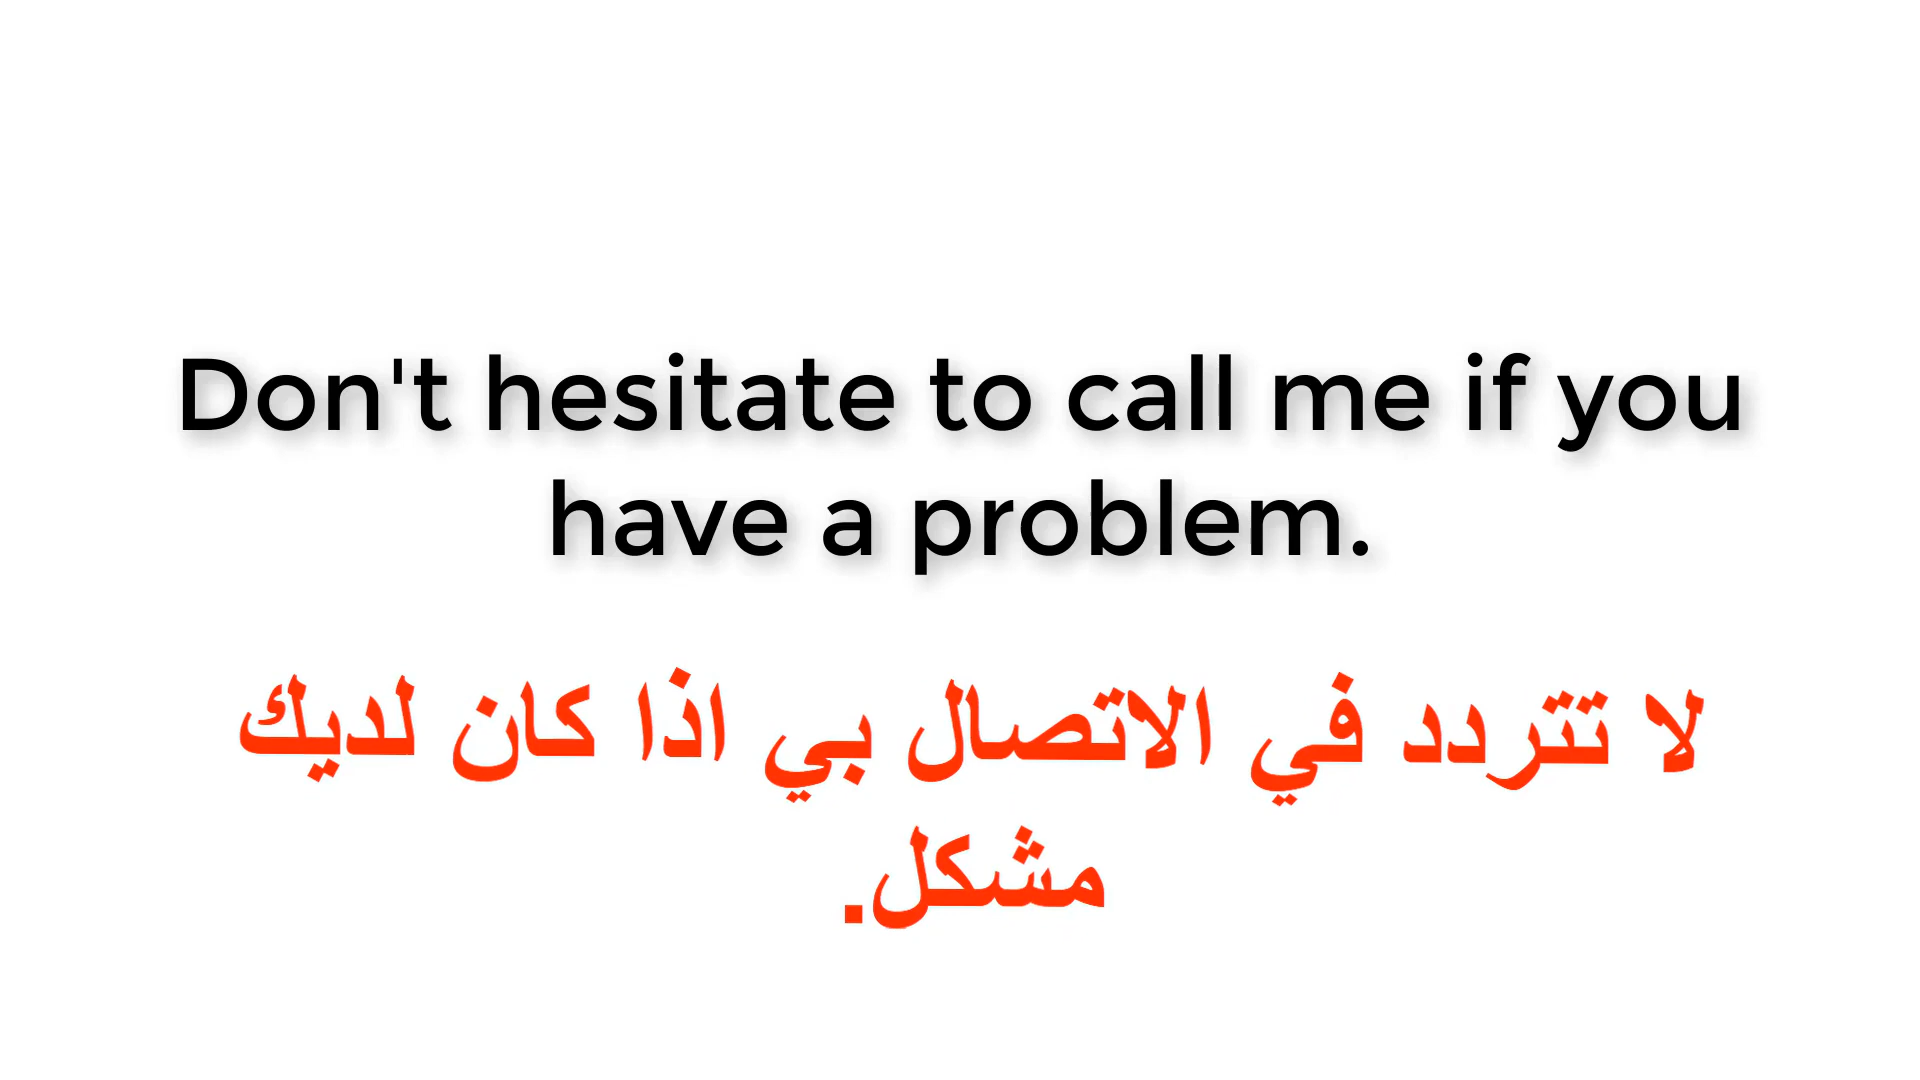 Don't hesitate to call me if you
have a problem.
لا تتردد في الاتصال بي اذا كان لديك
مشكل.